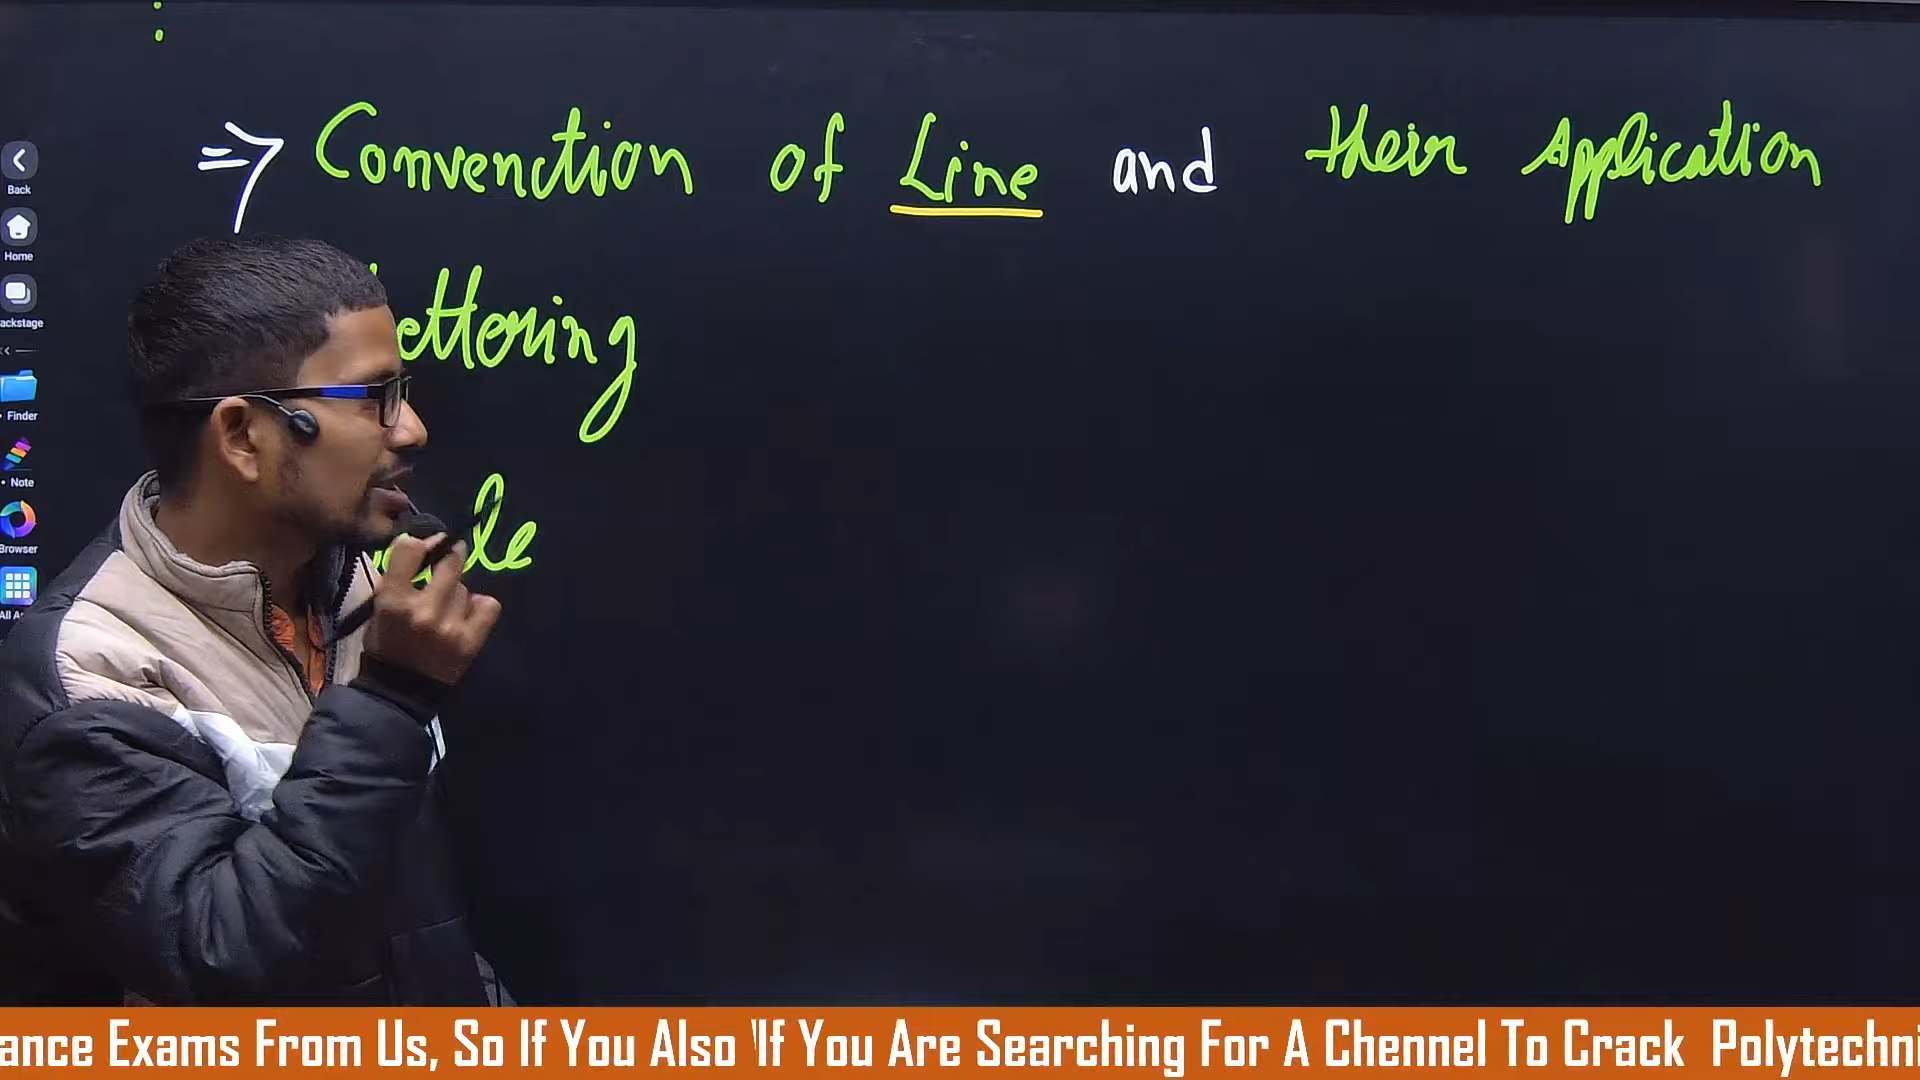 ⇒ Convenction of Line and their Application
Back
Home
ackstage
ettering
Finder
Note
Browser
All A
ance Exams From Us, So If You Also 'If You Are Searching For A Chennel To Crack Polytechni